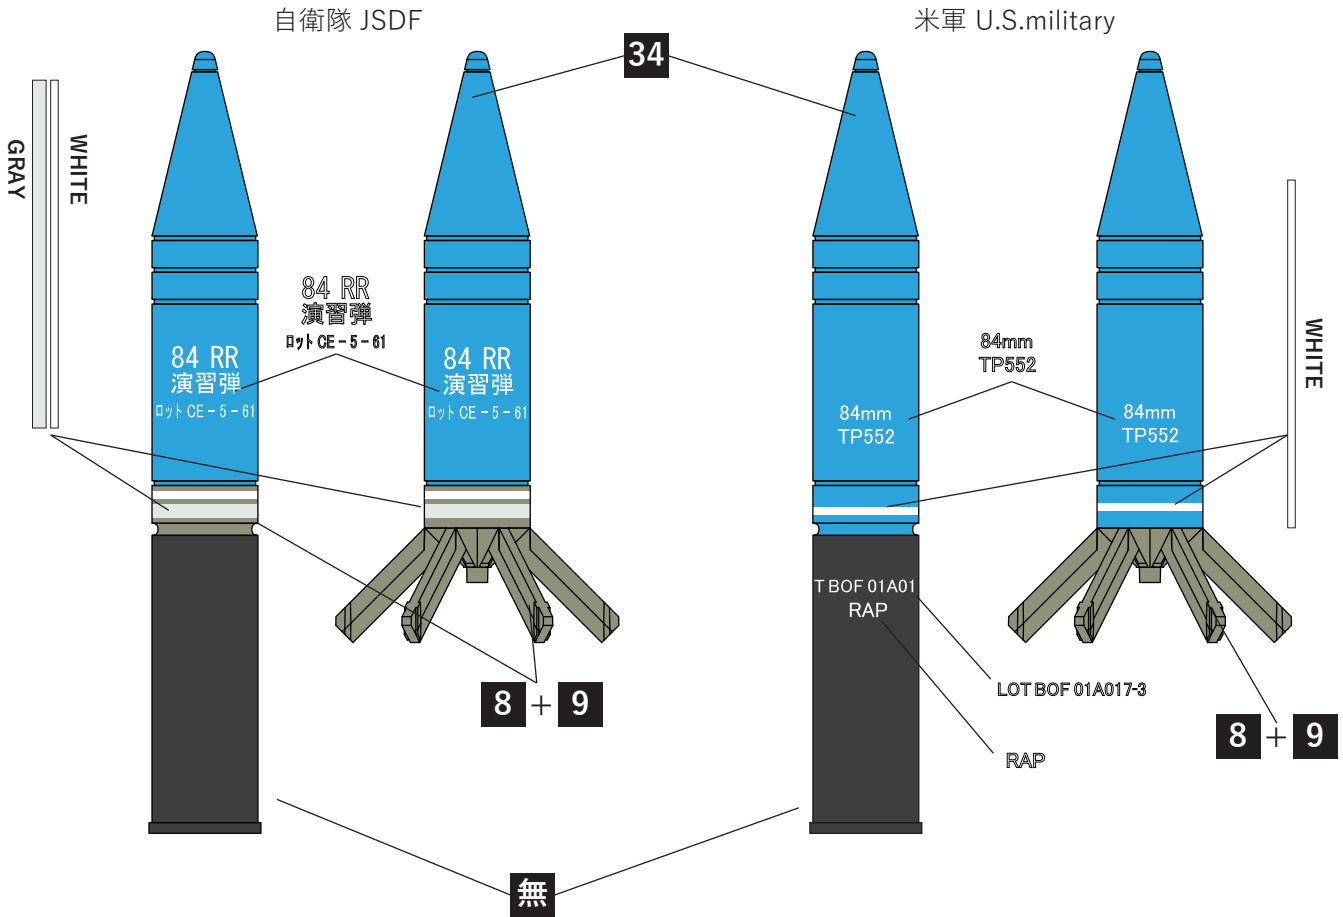 自衛隊 JSDF
米軍 U.S.military
34
GRAY
WHITE
84 RR
演習弾
ロット CE－5－61
84 RR
演習弾
ロット CE－5－61
84 RR
演習弾
ロット CE－5－61
84mm
TP552
84mm
TP552
84mm
TP552
WHITE
T BOF 01A01
RAP
LOT BOF 01A017-3
RAP
8 + 9
8 + 9
無